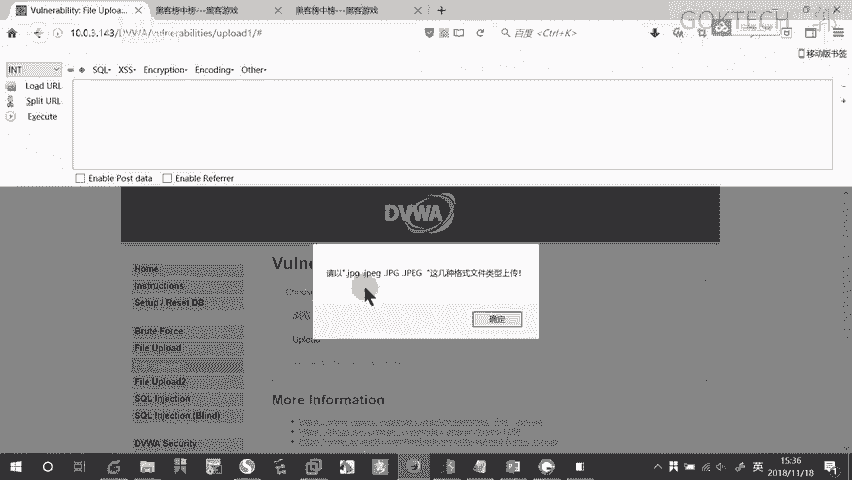 Vulnerability: File Uploa...
黑客榜中榜---黑客游戏
黑客榜中榜---黑客游戏
GOKTECH
10.0.3.143/DVWA/vulnerabilities/upload1/#
百度 <Ctrl+K>
移动版书签
INT
SQL
XSS
Encryption
Encoding
Other
Load URL
Split URL
Execute
Enable Post data
Enable Referrer
DVWA
请以".jpg .jpeg .JPG .JPEG "这几种格式文件类型上传!
确定
Home
Instructions
Setup / Reset DB
Brute Force
File Upload
File Upload2
SQL Injection
SQL Injection (Blind)
DVWA Security
Vuln
Upload
More Information
英
15:36
2018/11/18